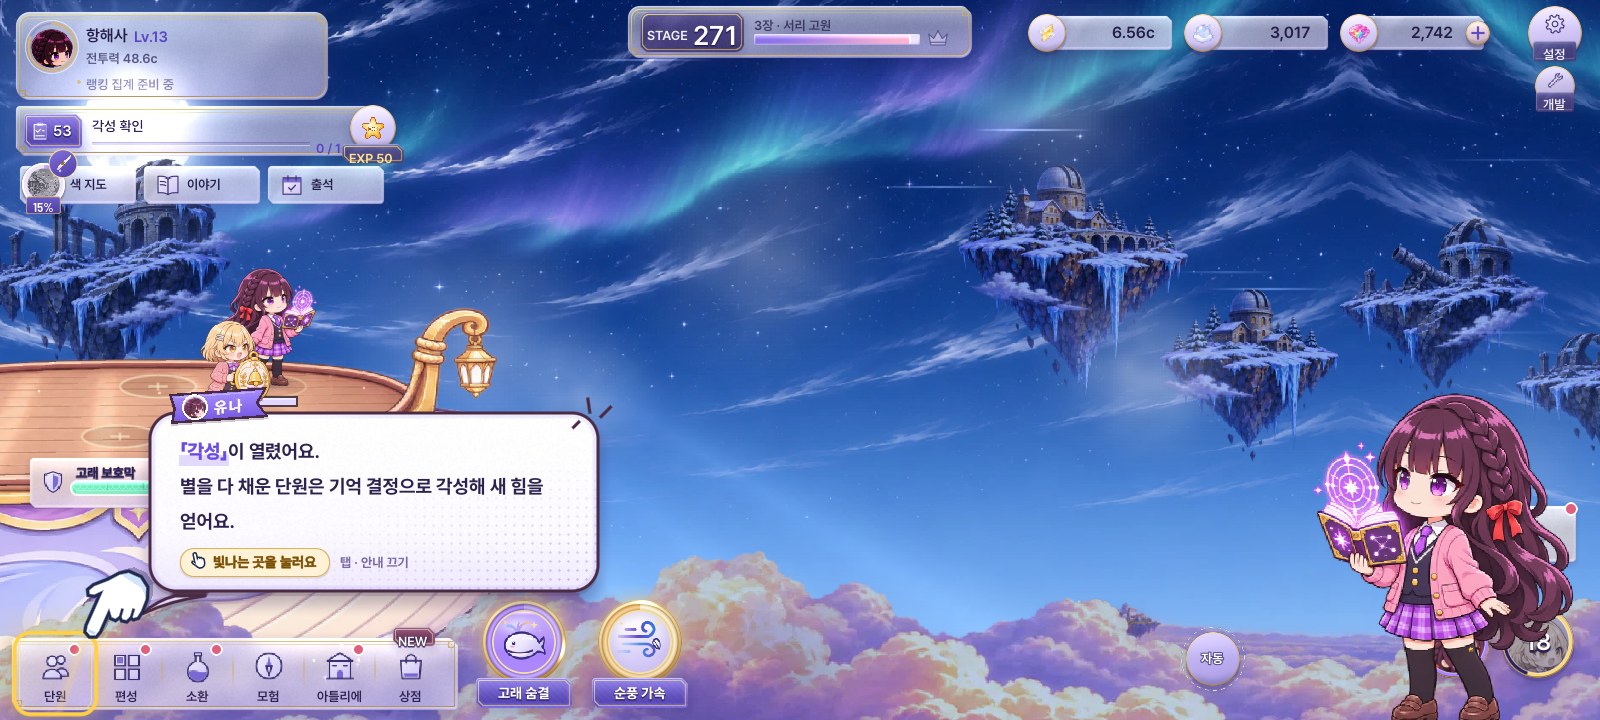 항해사 Lv.13
전투력 48.6c
랭킹 집계 준비 중
STAGE 271
3장 · 서리 고원
6.56c
3,017
2,742
설정
개발
53
각성 확인
0 / 1
EXP 50
색 지도
15%
이야기
출석
유나
「각성」이 열렸어요.
별을 다 채운 단원은 기억 결정으로 각성해 새 힘을
얻어요.
빛나는 곳을 눌러요
탭 · 안내 끄기
고래 보호막
단원
편성
소환
모험
아틀리에
NEW
상점
고래 숨결
순풍 가속
자동